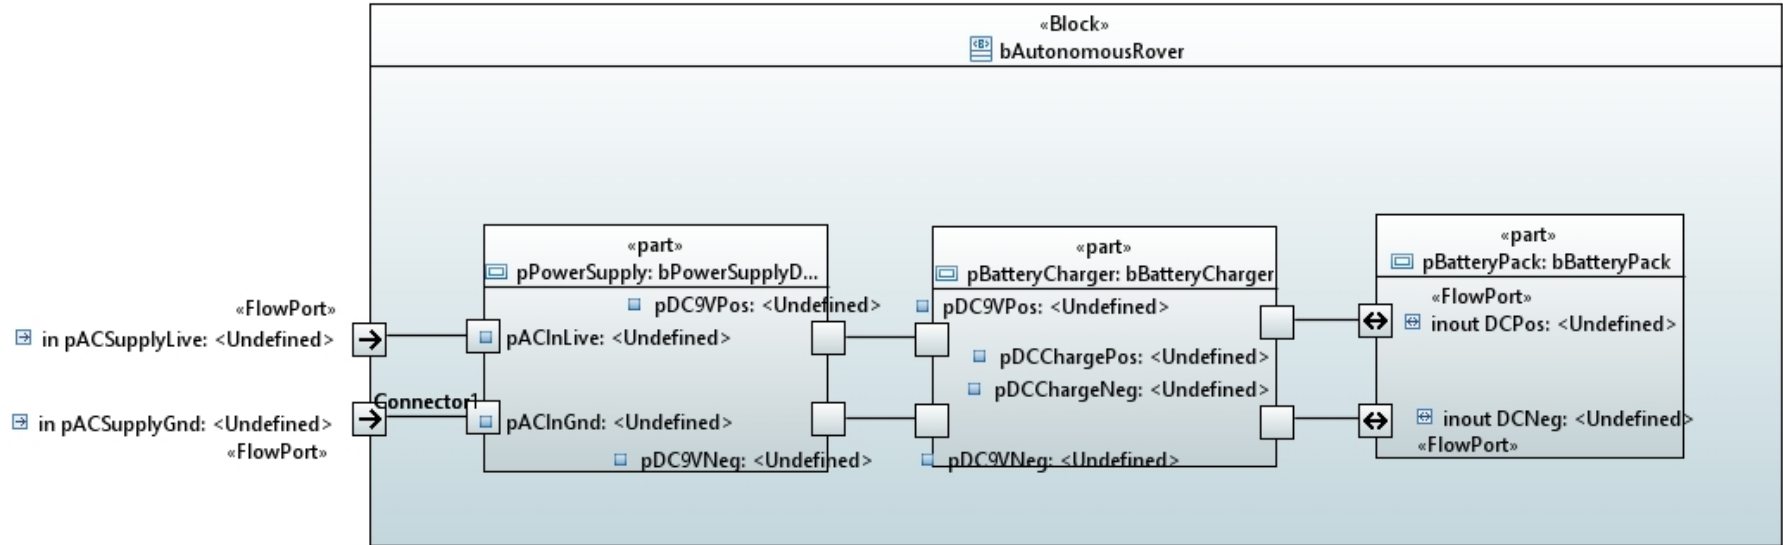 «Block»
bAutonomousRover
«part»
pPowerSupply: bPowerSupplyD...
«part»
pBatteryCharger: bBatteryCharger
«part»
pBatteryPack: bBatteryPack
«FlowPort»
in pACSupplyLive: <Undefined>
pDC9VPos: <Undefined>
pACInLive: <Undefined>
pDC9VPos: <Undefined>
«FlowPort»
inout DCPos: <Undefined>
pDCChargePos: <Undefined>
pDCChargeNeg: <Undefined>
Connector1
in pACSupplyGnd: <Undefined>
«FlowPort»
pACInGnd: <Undefined>
pDC9VNeg: <Undefined>
pDC9VNeg: <Undefined>
inout DCNeg: <Undefined>
«FlowPort»